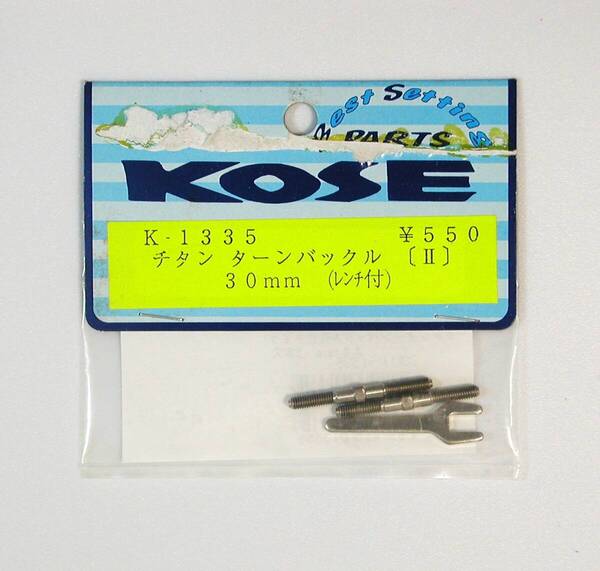 Best Setting
PARTS
KOSE
K-1335 ¥550
チタン ターンバックル 〔Ⅱ〕
30mm (ﾚﾝﾁ付)